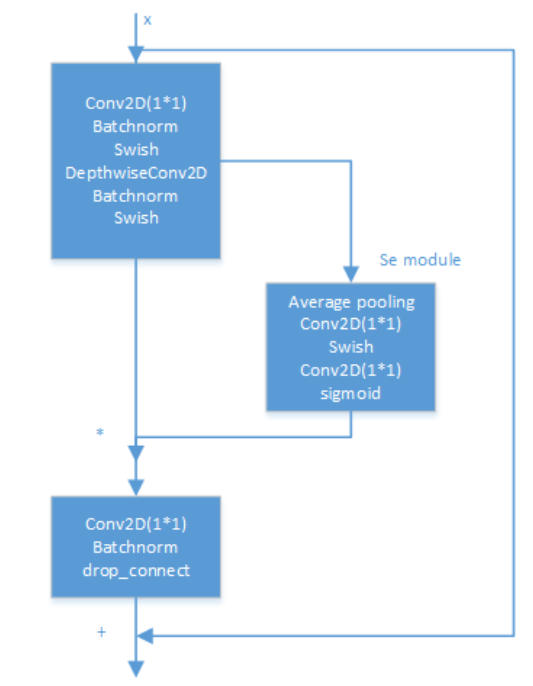 x
Conv2D(1*1)
Batchnorm
Swish
DepthwiseConv2D
Batchnorm
Swish
Se module
Average pooling
Conv2D(1*1)
Swish
Conv2D(1*1)
sigmoid
*
Conv2D(1*1)
Batchnorm
drop_connect
+